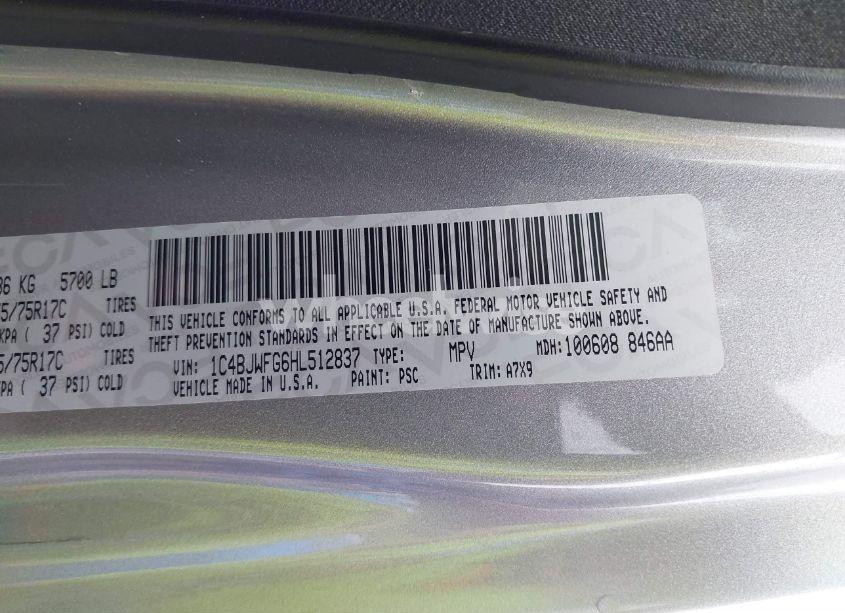 36 KG 5700 LB
5/75R17C TIRES
KPA ( 37 PSI) COLD
5/75R17C TIRES
KPA ( 37 PSI) COLD
THIS VEHICLE CONFORMS TO ALL APPLICABLE U.S.A. FEDERAL MOTOR VEHICLE SAFETY AND
THEFT PREVENTION STANDARDS IN EFFECT ON THE DATE OF MANUFACTURE SHOWN ABOVE.
VIN: 1C4BJWFG6HL512837 TYPE: MPV MDH: 100608 846AA
VEHICLE MADE IN U.S.A. PAINT: PSC TRIM: A7X9